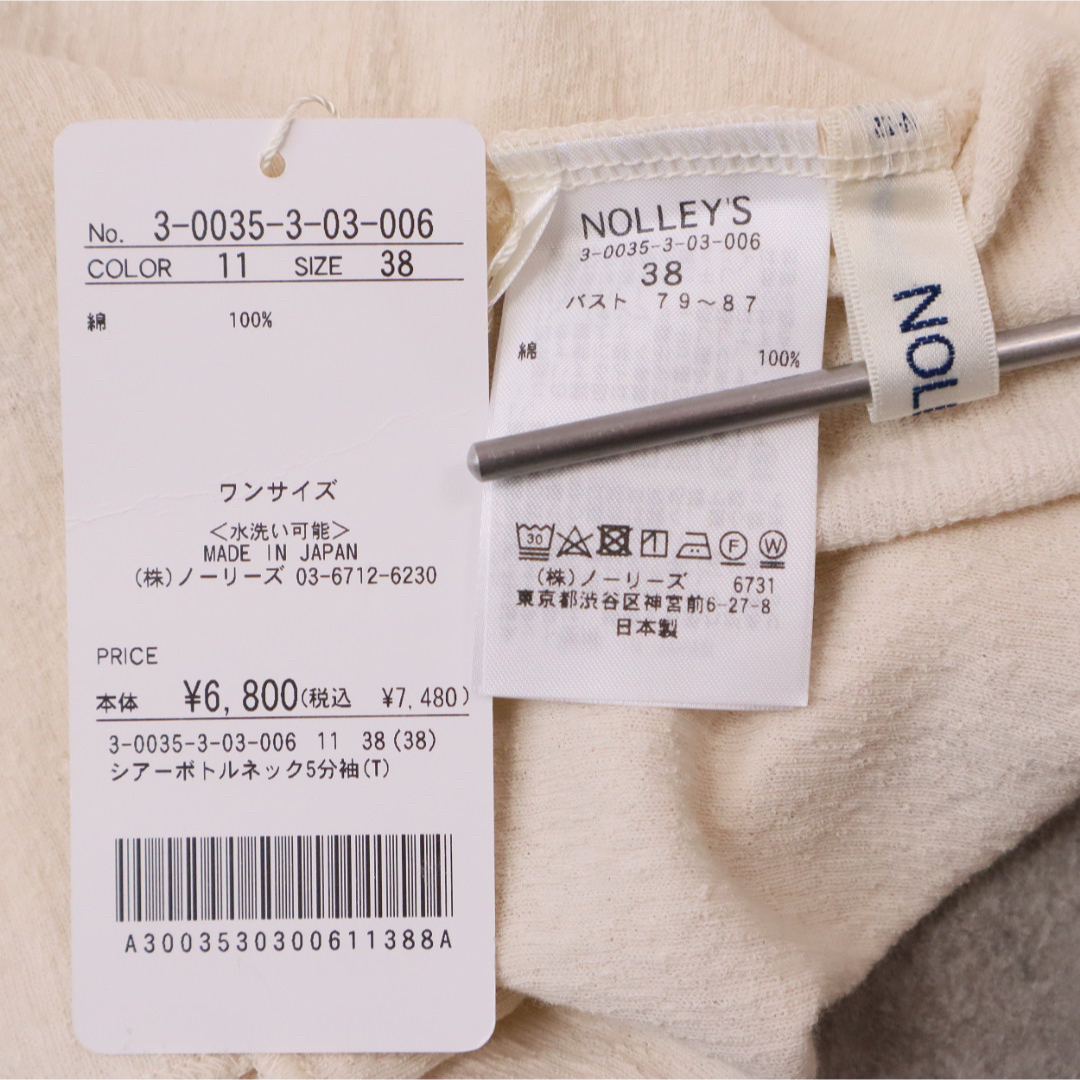 No. 3-0035-3-03-006
COLOR 11 SIZE 38
綿 100%
ワンサイズ
＜水洗い可能＞
MADE IN JAPAN
(株)ノーリーズ 03-6712-6230
PRICE
本体 ¥6,800(税込 ¥7,480)
3-0035-3-03-006 11 38(38)
シアーボトルネック5分袖(T)
A3003530300611388A
NOLLEY'S
3-0035-3-03-006
38
バスト 79～87
綿 100%
30 F W
(株)ノーリーズ 6731
東京都渋谷区神宮前6-27-8
日本製